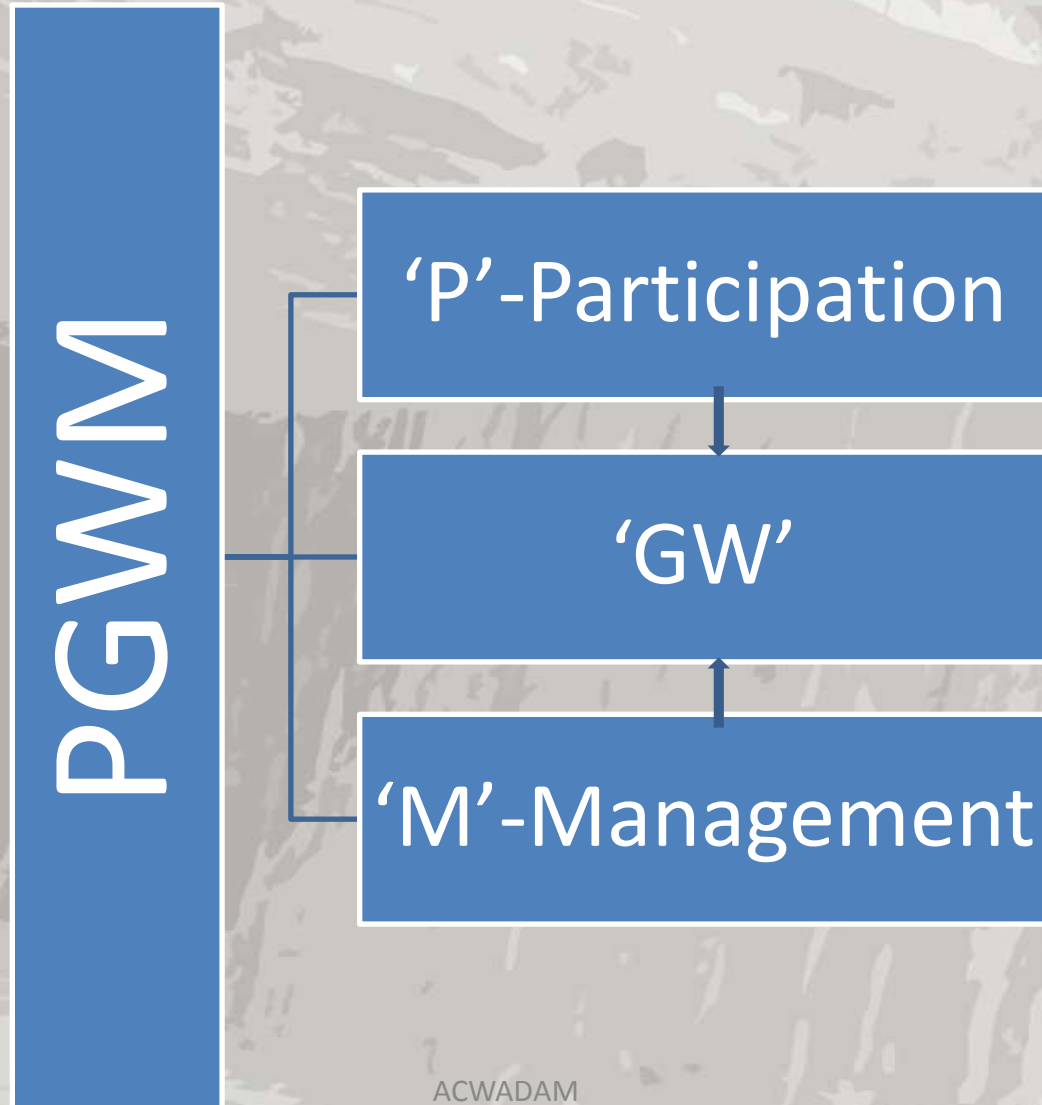 PGWM
‘P’-Participation
‘GW’
‘M’-Management
ACWADAM